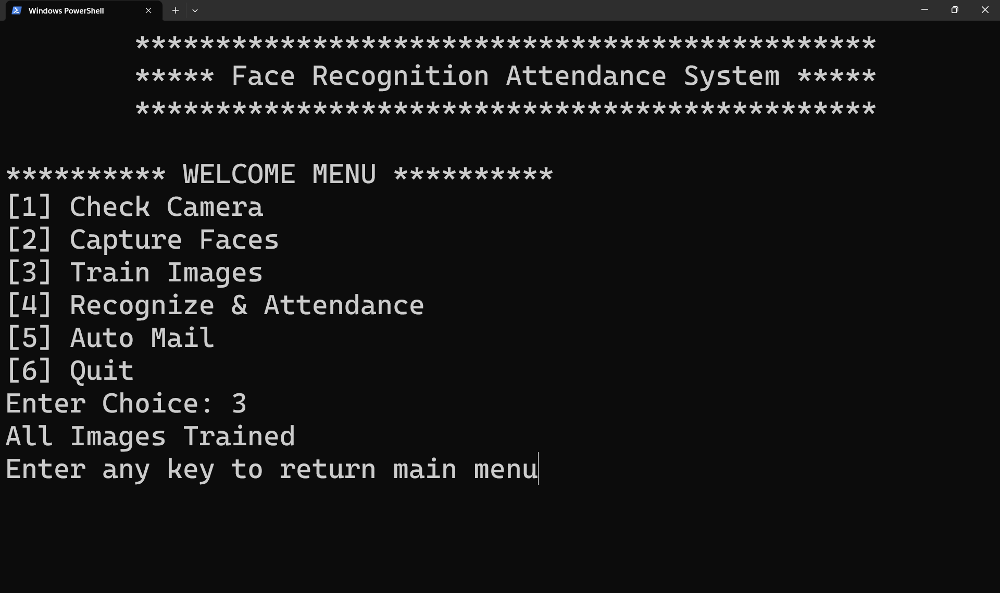 Windows PowerShell
**********************************************
***** Face Recognition Attendance System *****
**********************************************
********** WELCOME MENU **********
[1] Check Camera
[2] Capture Faces
[3] Train Images
[4] Recognize & Attendance
[5] Auto Mail
[6] Quit
Enter Choice: 3
All Images Trained
Enter any key to return main menu